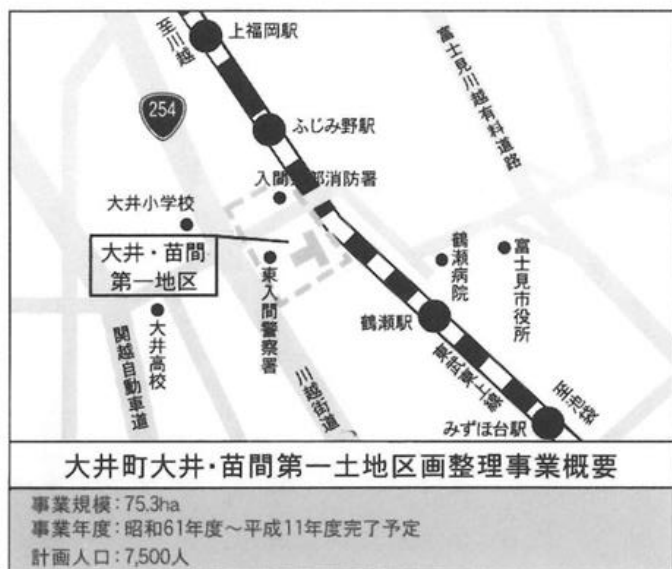 至川越
上福岡駅
富士見川越有料道路
254
ふじみ野駅
入間東部消防署
大井小学校
大井・苗間
第一地区
東入間警察署
鶴瀬病院
富士見市役所
大井高校
鶴瀬駅
関越自動車道
川越街道
東武東上線
至池袋
みずほ台駅
大井町大井・苗間第一土地区画整理事業概要
事業規模：75.3ha
事業年度：昭和61年度～平成11年度完了予定
計画人口：7,500人